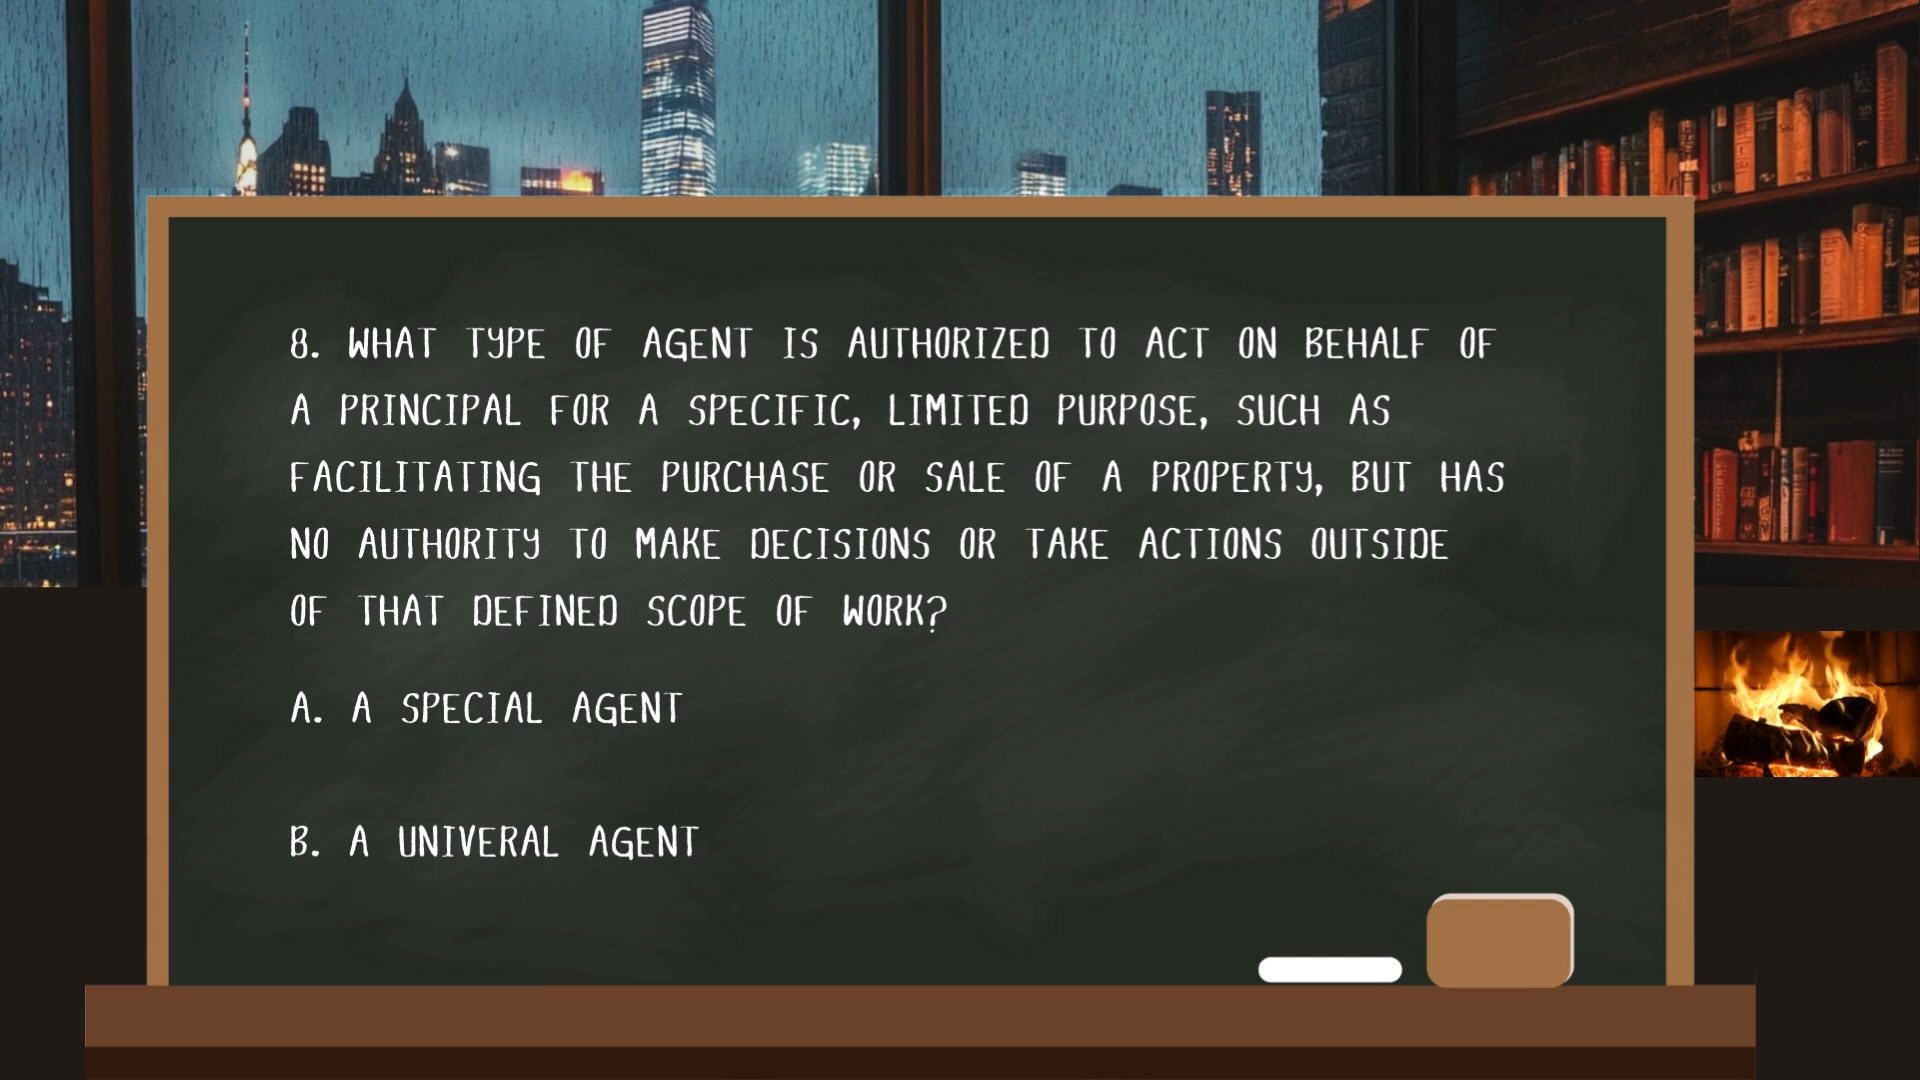 8. WHAT TYPE OF AGENT IS AUTHORIZED TO ACT ON BEHALF OF
A PRINCIPAL FOR A SPECIFIC, LIMITED PURPOSE, SUCH AS
FACILITATING THE PURCHASE OR SALE OF A PROPERTY, BUT HAS
NO AUTHORITY TO MAKE DECISIONS OR TAKE ACTIONS OUTSIDE
OF THAT DEFINED SCOPE OF WORK?
A. A SPECIAL AGENT
B. A UNIVERAL AGENT